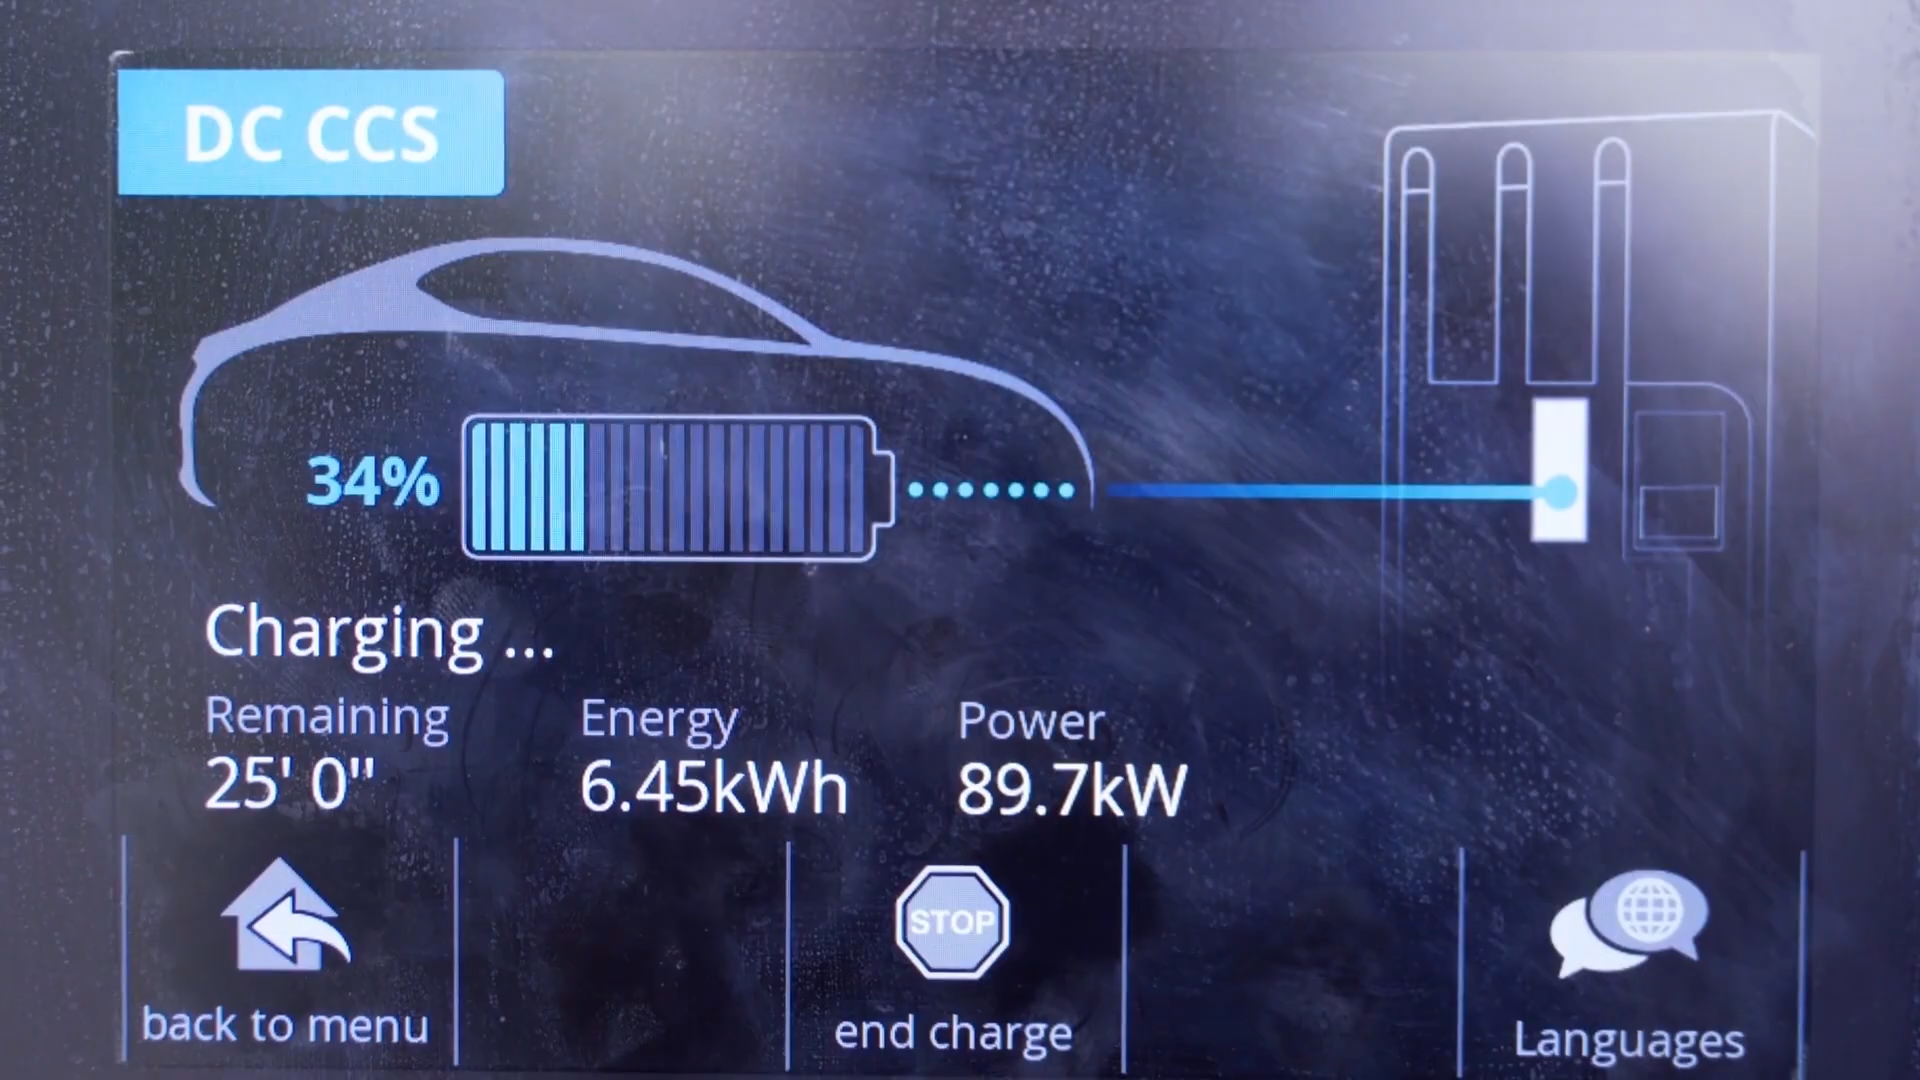 DC CCS
34%
Charging ...
Remaining Energy Power
25' 0" 6.45kWh 89.7kW
STOP
back to menu end charge Languages